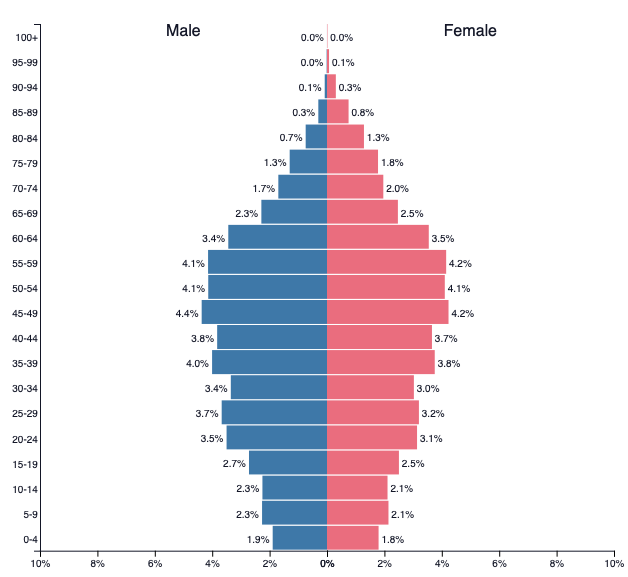 Male Female
100+ 0.0% 0.0%
95-99 0.0% 0.1%
90-94 0.1% 0.3%
85-89 0.3% 0.8%
80-84 0.7% 1.3%
75-79 1.3% 1.8%
70-74 1.7% 2.0%
65-69 2.3% 2.5%
60-64 3.4% 3.5%
55-59 4.1% 4.2%
50-54 4.1% 4.1%
45-49 4.4% 4.2%
40-44 3.8% 3.7%
35-39 4.0% 3.8%
30-34 3.4% 3.0%
25-29 3.7% 3.2%
20-24 3.5% 3.1%
15-19 2.7% 2.5%
10-14 2.3% 2.1%
5-9 2.3% 2.1%
0-4 1.9% 1.8%
10% 8% 6% 4% 2% 0% 2% 4% 6% 8% 10%